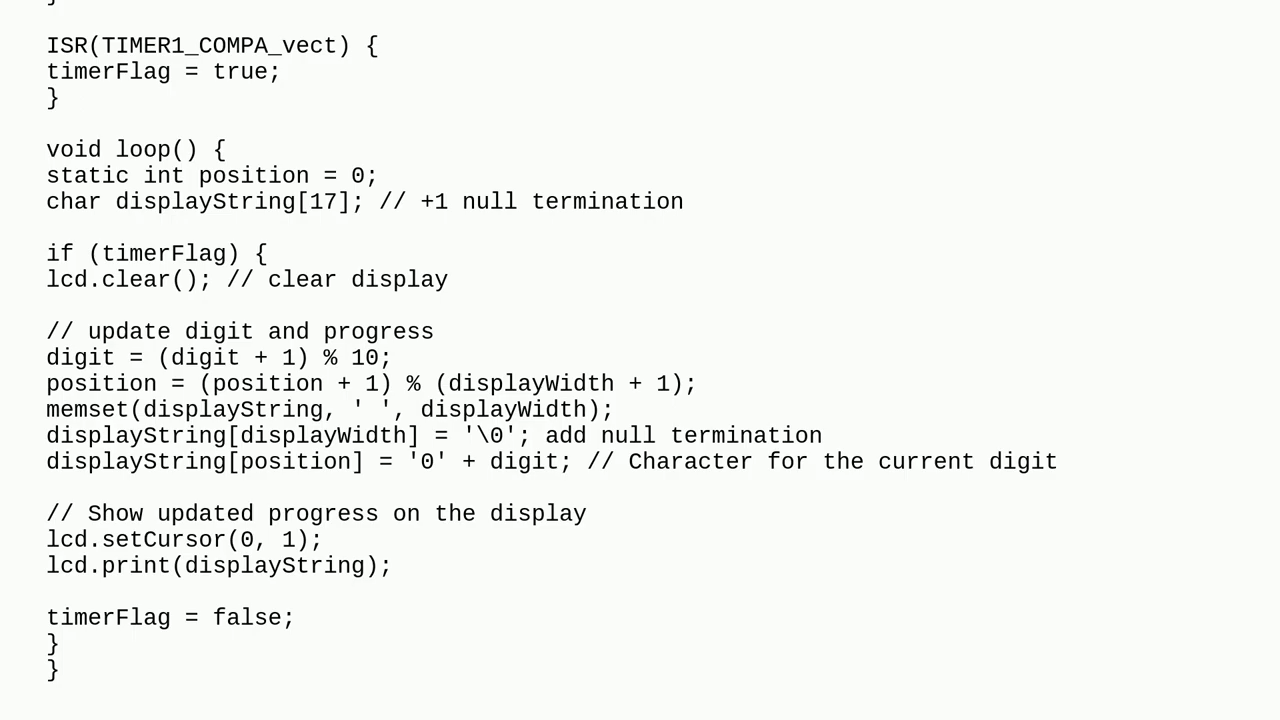 }
ISR(TIMER1_COMPA_vect) {
timerFlag = true;
}
void loop() {
static int position = 0;
char displayString[17]; // +1 null termination
if (timerFlag) {
lcd.clear(); // clear display
// update digit and progress
digit = (digit + 1) % 10;
position = (position + 1) % (displayWidth + 1);
memset(displayString, ' ', displayWidth);
displayString[displayWidth] = '\0'; add null termination
displayString[position] = '0' + digit; // Character for the current digit
// Show updated progress on the display
lcd.setCursor(0, 1);
lcd.print(displayString);
timerFlag = false;
}
}